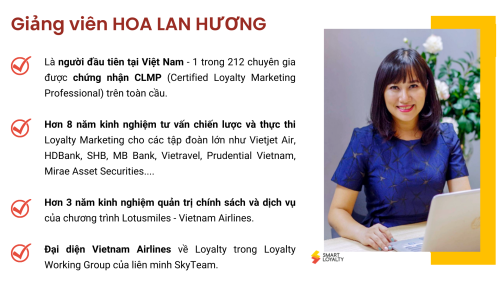 Giảng viên HOA LAN HƯƠNG
Là người đầu tiên tại Việt Nam - 1 trong 212 chuyên gia
được chứng nhận CLMP (Certified Loyalty Marketing
Professional) trên toàn cầu.
Hơn 8 năm kinh nghiệm tư vấn chiến lược và thực thi
Loyalty Marketing cho các tập đoàn lớn như Vietjet Air,
HDBank, SHB, MB Bank, Vietravel, Prudential Vietnam,
Mirae Asset Securities....
Hơn 3 năm kinh nghiệm quản trị chính sách và dịch vụ
của chương trình Lotusmiles - Vietnam Airlines.
Đại diện Vietnam Airlines về Loyalty trong Loyalty
Working Group của liên minh SkyTeam.
SMART
LOYALTY